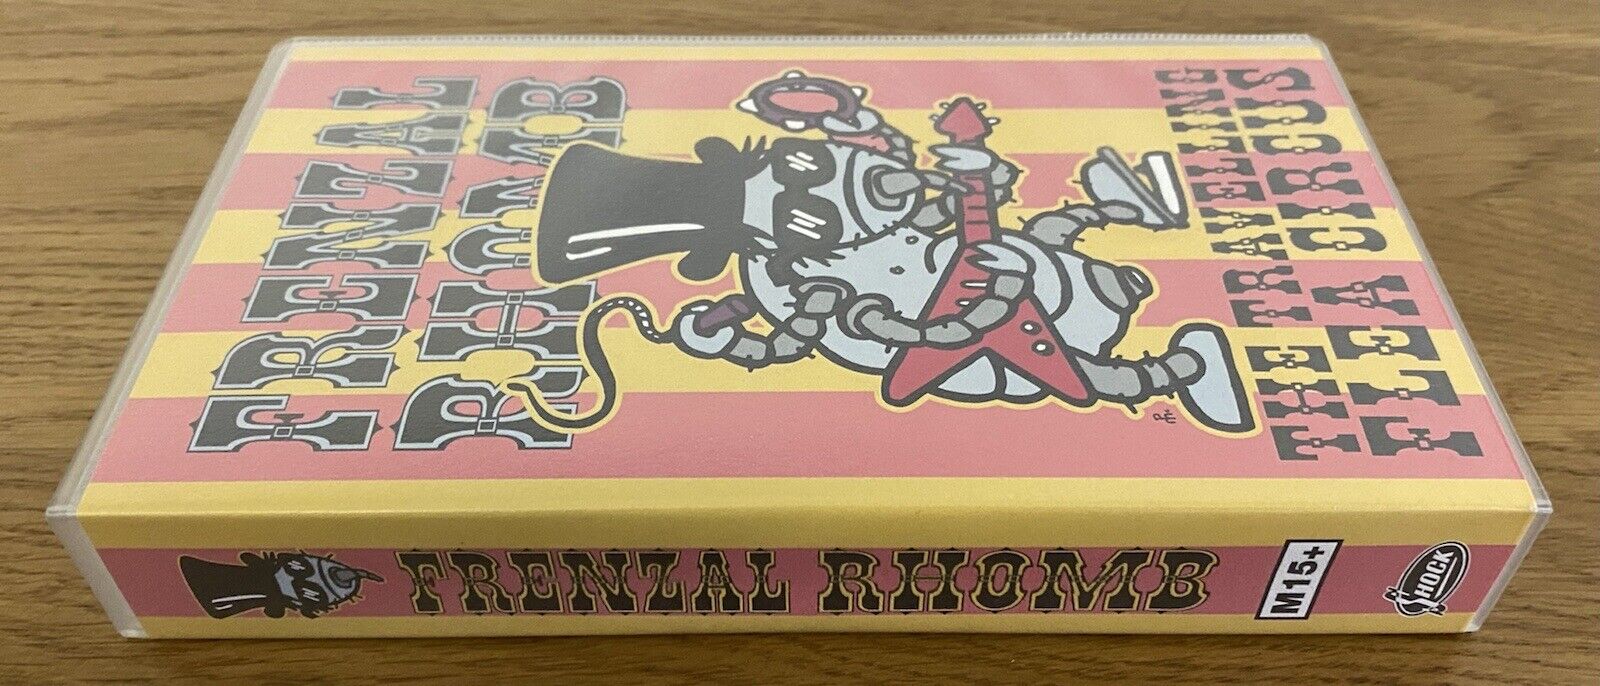 FRENZAL
RHOMB
THE TRAVELING
FLEA CIRCUS
FRENZAL RHOMB
M15+
SHOCK